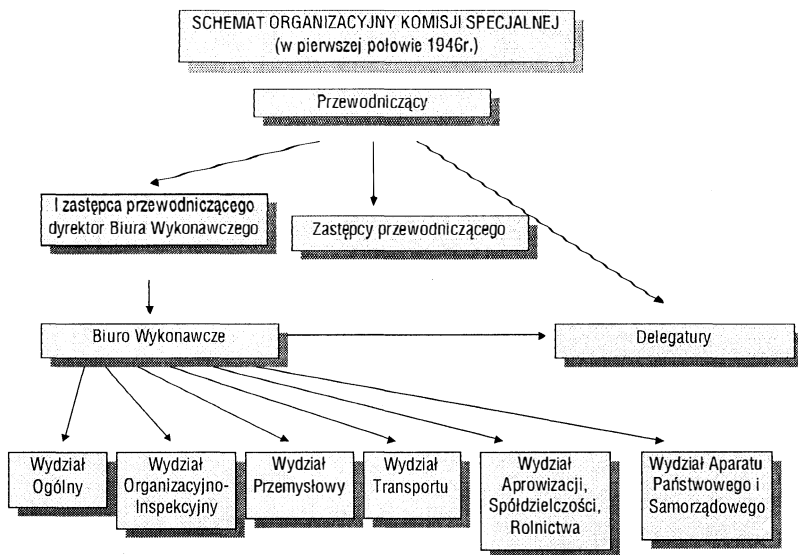 SCHEMAT ORGANIZACYJNY KOMISJI SPECJALNEJ
(w pierwszej połowie 1946r.)
Przewodniczący
I zastępca przewodniczącego
dyrektor Biura Wykonawczego
Zastępcy przewodniczącego
Biuro Wykonawcze
Delegatury
Wydział
Ogólny
Wydział
Organizacyjno-
Inspekcyjny
Wydział
Przemysłowy
Wydział
Transportu
Wydział
Aprowizacji,
Spółdzielczości,
Rolnictwa
Wydział Aparatu
Państwowego i
Samorządowego